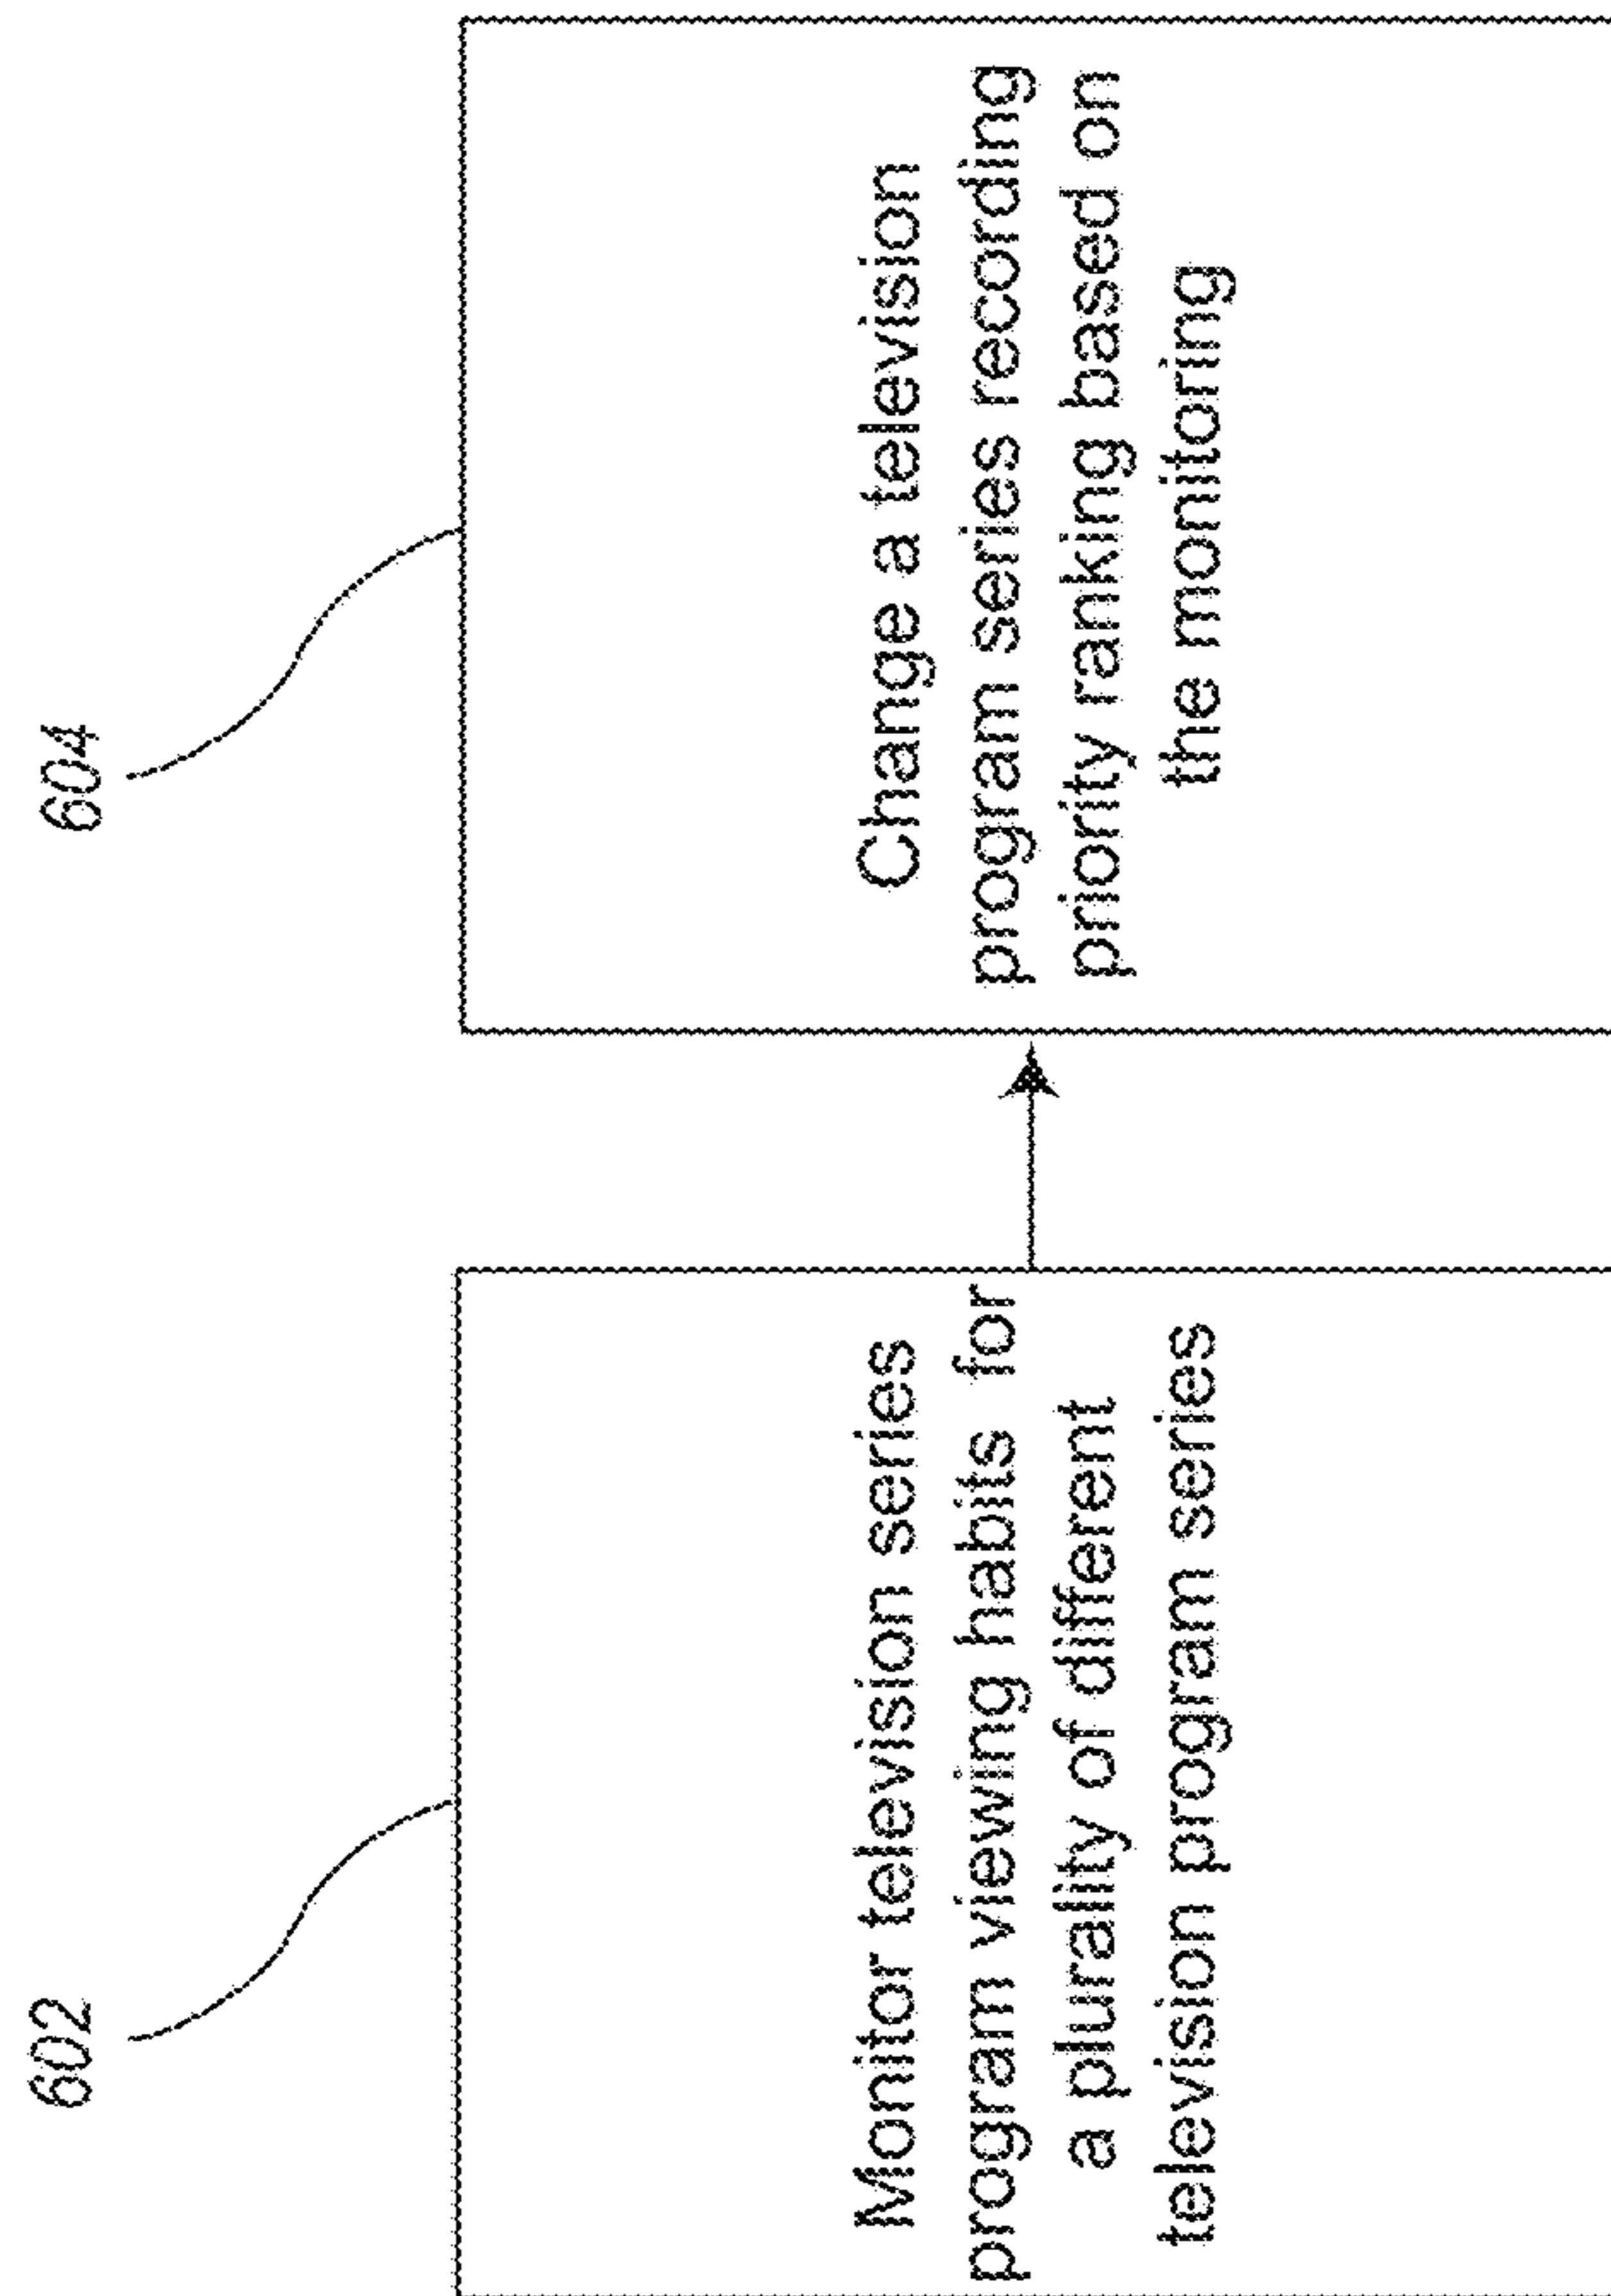 602
Monitor television series
program viewing habits for
a plurality of different
television program series
604
Change a television
program series recording
priority ranking based on
the monitoring